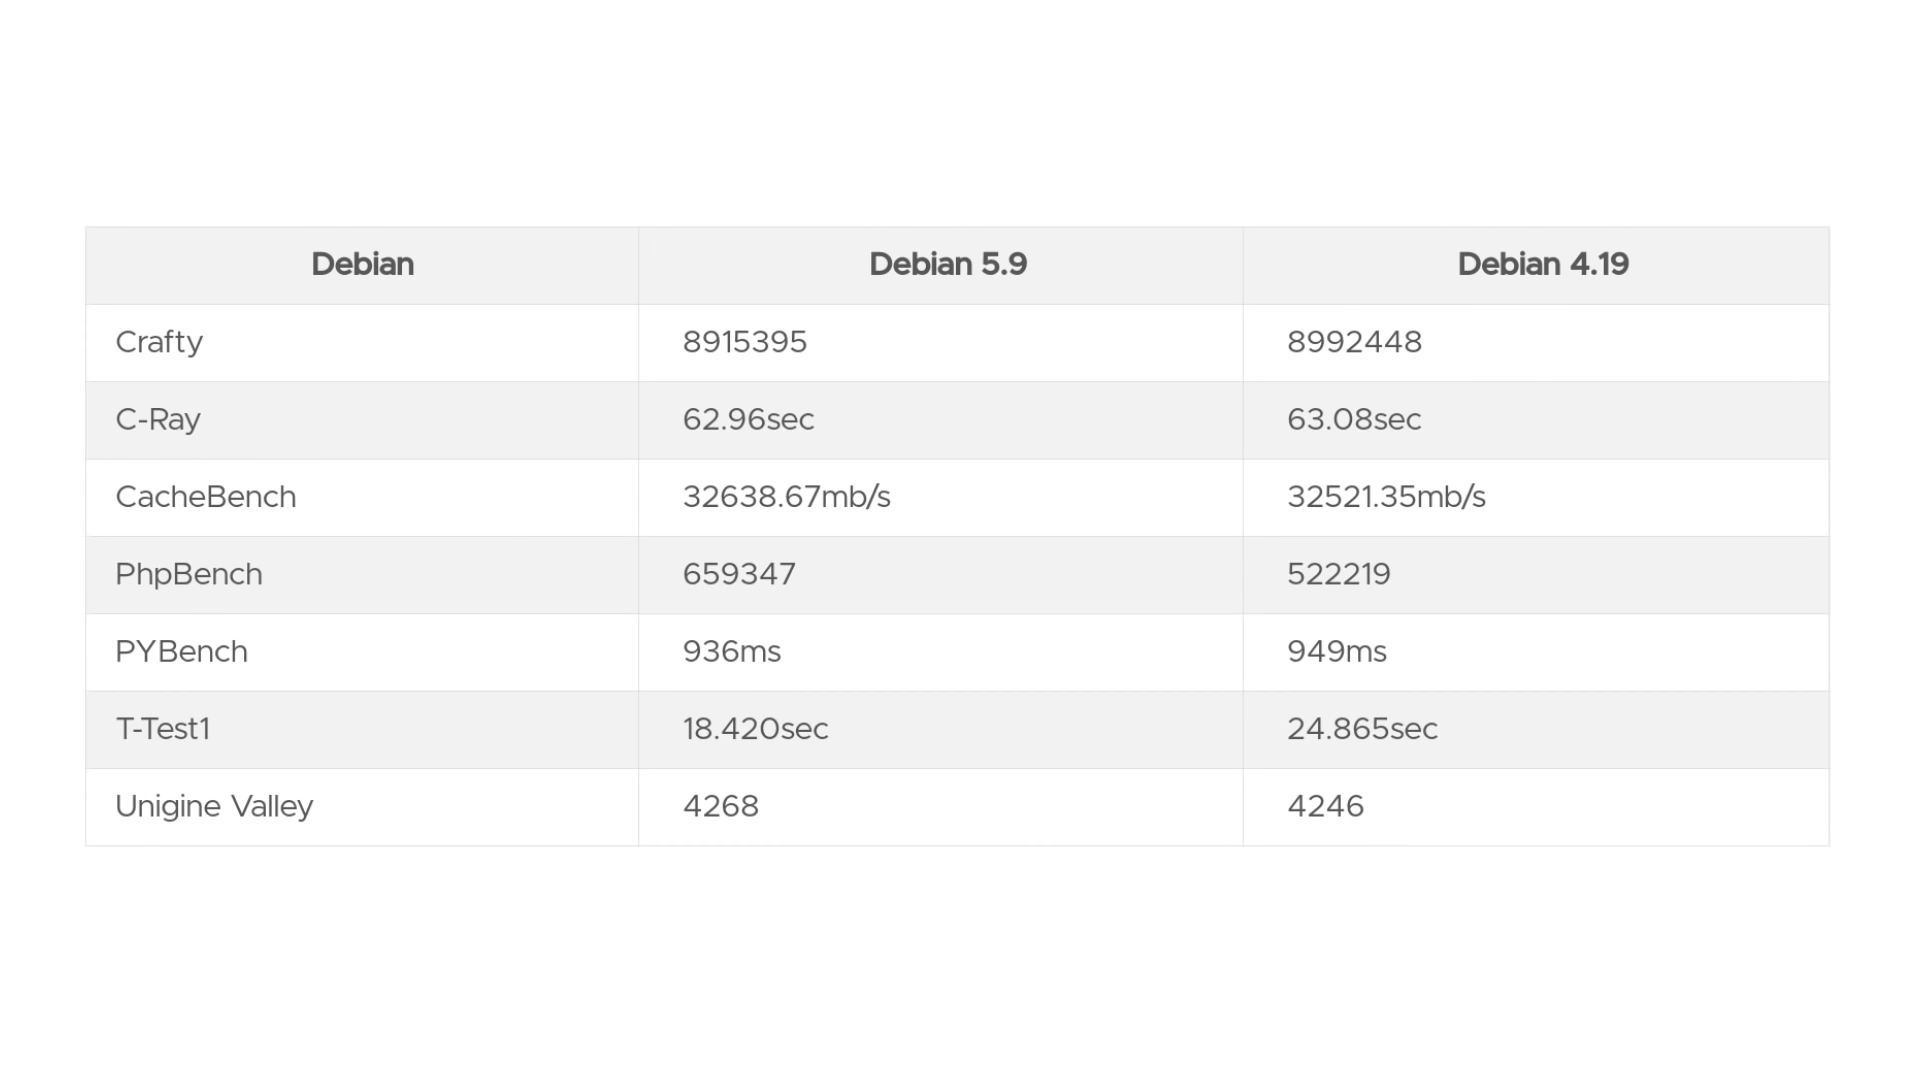 Debian Debian 5.9 Debian 4.19
Crafty 8915395 8992448
C-Ray 62.96sec 63.08sec
CacheBench 32638.67mb/s 32521.35mb/s
PhpBench 659347 522219
PYBench 936ms 949ms
T-Test1 18.420sec 24.865sec
Unigine Valley 4268 4246